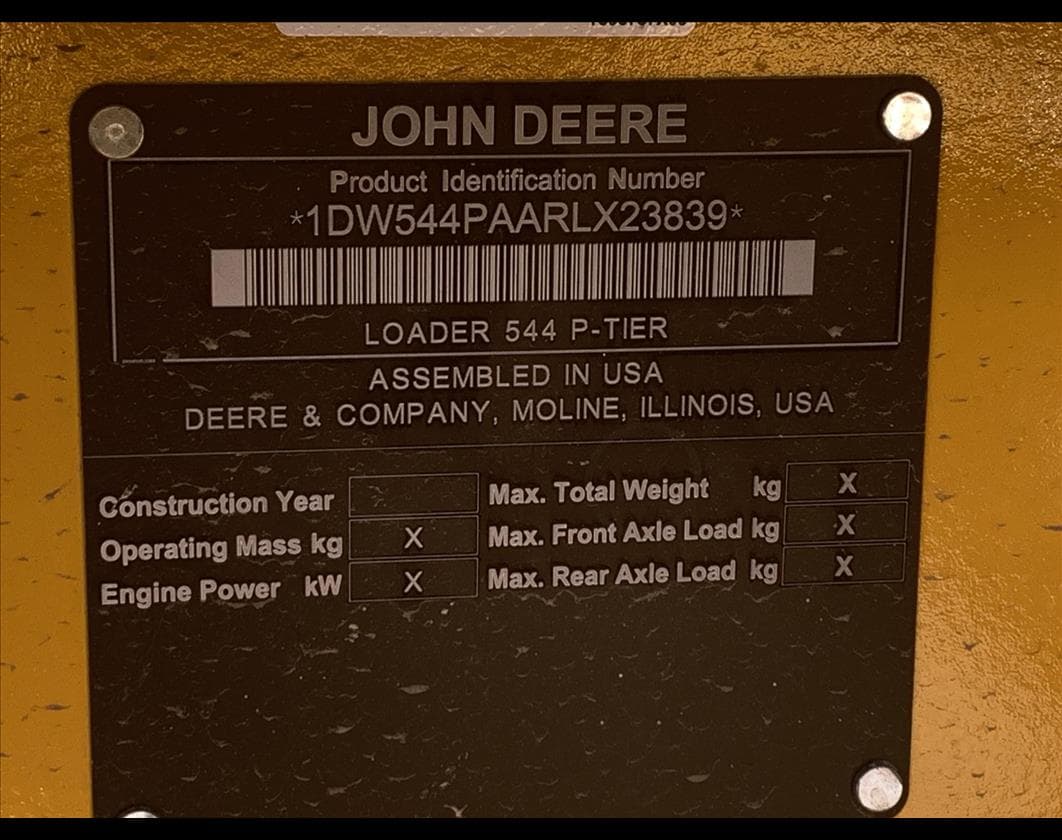 JOHN DEERE
Product Identification Number
*1DW544PAARLX23839*
LOADER 544 P-TIER
ASSEMBLED IN USA
DEERE & COMPANY, MOLINE, ILLINOIS, USA
Construction Year
Max. Total Weight kg X
Operating Mass kg X
Max. Front Axle Load kg X
Engine Power kW X
Max. Rear Axle Load kg X